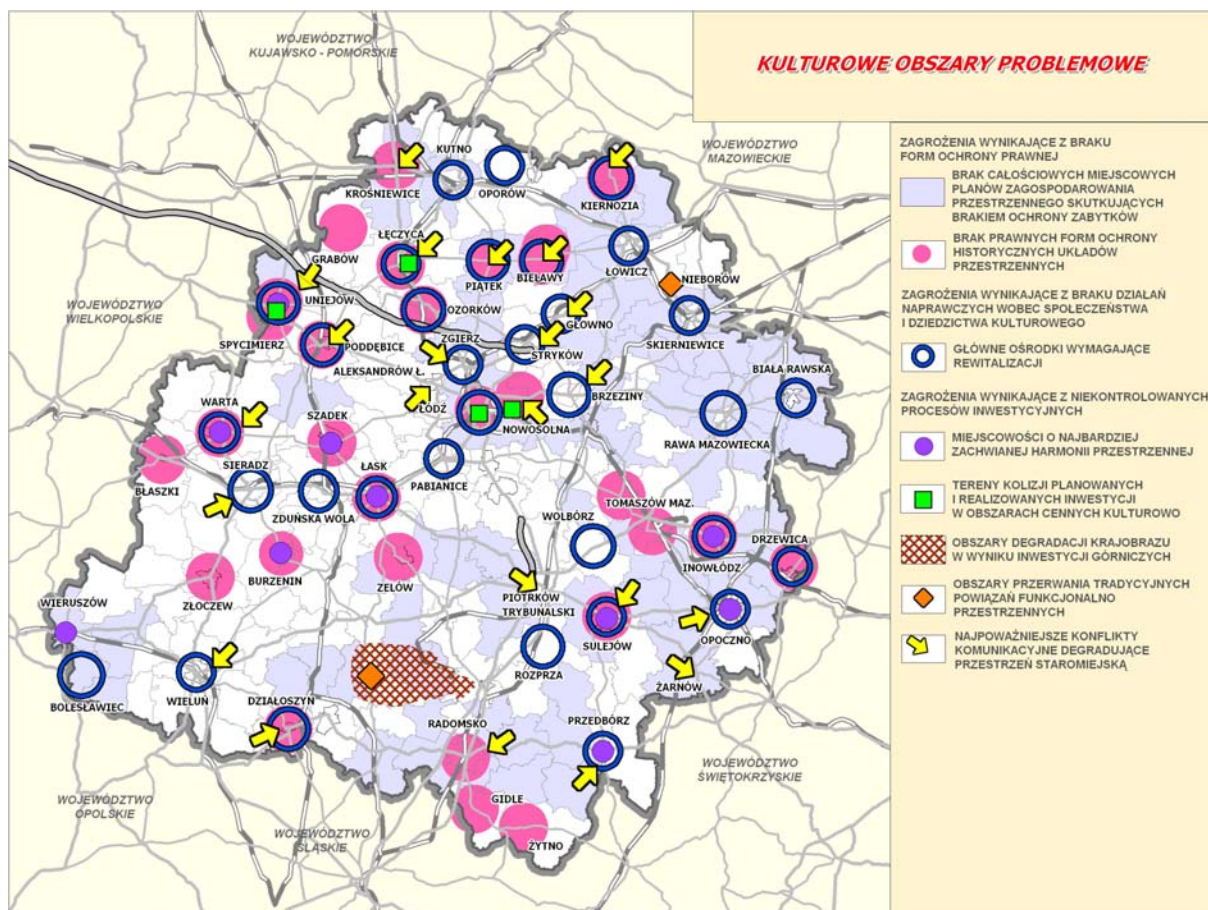 KULTUROWE OBSZARY PROBLEMOWE
WOJEWÓDZTWO
KUJAWSKO - POMORSKIE
WOJEWÓDZTWO
MAZOWIECKIE
WOJEWÓDZTWO
WIELKOPOLSKIE
WOJEWÓDZTWO
OPOLSKIE
WOJEWÓDZTWO
ŚLĄSKIE
WOJEWÓDZTWO
ŚWIĘTOKRZYSKIE
KUTNO
OPORÓW
KROŚNIEWICE
KIERNOZIA
ŁĘCZYCA
GRABÓW
PIĄTEK
BIELAWY
ŁOWICZ
NIEBORÓW
UNIEJÓW
OZORKÓW
GŁOWNO
SPYCIMIERZ
PODDĘBICE
ZGIERZ
STRYKÓW
SKIERNIEWICE
ALEKSANDRÓW Ł.
BIAŁA RAWSKA
ŁÓDŹ
BRZEZINY
WARTA
SZADEK
NOWOSOLNA
RAWA MAZOWIECKA
SIERADZ
ŁASK
PABIANICE
BŁASZKI
ZDUŃSKA WOLA
TOMASZÓW MAZ.
WOLBÓRZ
DRZEWICA
INOWŁÓDZ
BURZENIN
ZELÓW
ZŁOCZEW
PIOTRKÓW
TRYBUNALSKI
WIERUSZÓW
SULEJÓW
OPOCZNO
ROZPRZA
ŻARNÓW
BOLESŁAWIEC
WIELUŃ
DZIAŁOSZYN
RADOMSKO
PRZEDBÓRZ
GIDLE
ŻYTNO
ZAGROŻENIA WYNIKAJĄCE Z BRAKU
FORM OCHRONY PRAWNEJ
BRAK CAŁOŚCIOWYCH MIEJSCOWYCH
PLANÓW ZAGOSPODAROWANIA
PRZESTRZENNEGO SKUTKUJĄCYCH
BRAKIEM OCHRONY ZABYTKÓW
BRAK PRAWNYCH FORM OCHRONY
HISTORYCZNYCH UKŁADÓW
PRZESTRZENNYCH
ZAGROŻENIA WYNIKAJĄCE Z BRAKU DZIAŁAŃ
NAPRAWCZYCH WOBEC SPOŁECZEŃSTWA
I DZIEDZICTWA KULTUROWEGO
GŁÓWNE OŚRODKI WYMAGAJĄCE
REWITALIZACJI
ZAGROŻENIA WYNIKAJĄCE Z NIEKONTROLOWANYCH
PROCESÓW INWESTYCYJNYCH
MIEJSCOWOŚCI O NAJBARDZIEJ
ZACHWIANEJ HARMONII PRZESTRZENNEJ
TERENY KOLIZJI PLANOWANYCH
I REALIZOWANYCH INWESTYCJI
W OBSZARACH CENNYCH KULTUROWO
OBSZARY DEGRADACJI KRAJOBRAZU
W WYNIKU INWESTYCJI GÓRNICZYCH
OBSZARY PRZERWANIA TRADYCYJNYCH
POWIĄZAŃ FUNKCJONALNO
PRZESTRZENNYCH
NAJPOWAŻNIEJSZE KONFLIKTY
KOMUNIKACYJNE DEGRADUJĄCE
PRZESTRZEŃ STAROMIEJSKĄ